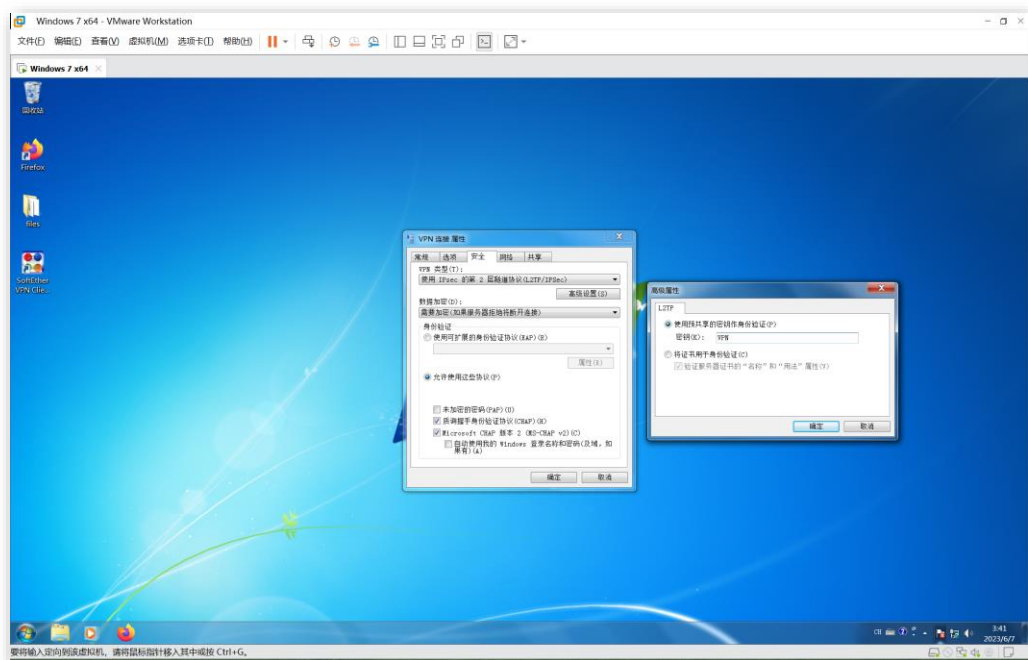 Windows 7 x64 - VMware Workstation
文件(F) 编辑(E) 查看(V) 虚拟机(M) 选项卡(T) 帮助(H)
Windows 7 x64
回收站
Firefox
files
SoftEther
VPN Clie...
VPN 连接 属性
常规 选项 安全 网络 共享
VPN 类型(T):
使用 IPsec 的第 2 层隧道协议(L2TP/IPSec)
高级设置(S)
数据加密(D):
需要加密(如果服务器拒绝将断开连接)
身份验证
使用可扩展的身份验证协议(EAP)(E)
属性(R)
允许使用这些协议(P)
未加密的密码(PAP)(U)
质询握手身份验证协议(CHAP)(H)
Microsoft CHAP 版本 2 (MS-CHAP v2)(C)
自动使用我的 Windows 登录名称和密码(及域，如
果有)(A)
确定 取消
高级属性
L2TP
使用预共享的密钥作身份验证(P)
密钥(K): VPN
将证书用于身份验证(C)
验证服务器证书的“名称”和“用法”属性(V)
确定 取消
CH
3:41
2023/6/7
要将输入定向到该虚拟机，请将鼠标指针移入其中或按 Ctrl+G。